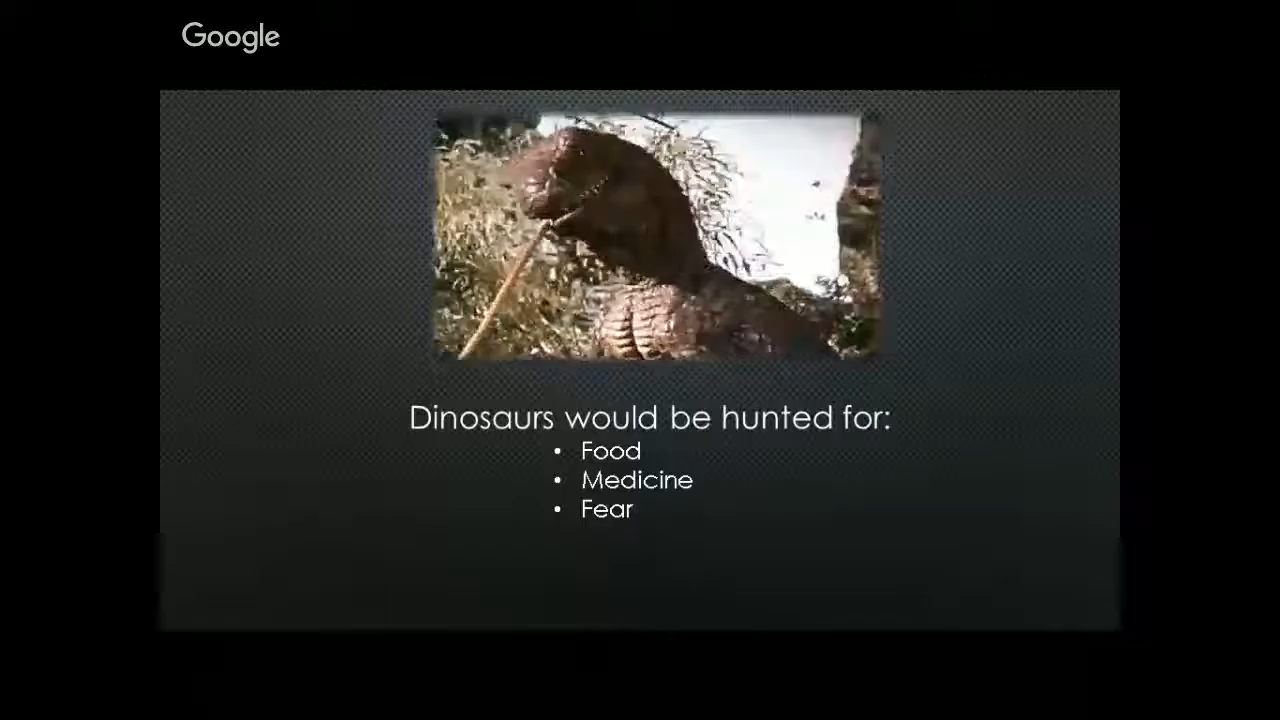 Google
Dinosaurs would be hunted for:
• Food
• Medicine
• Fear